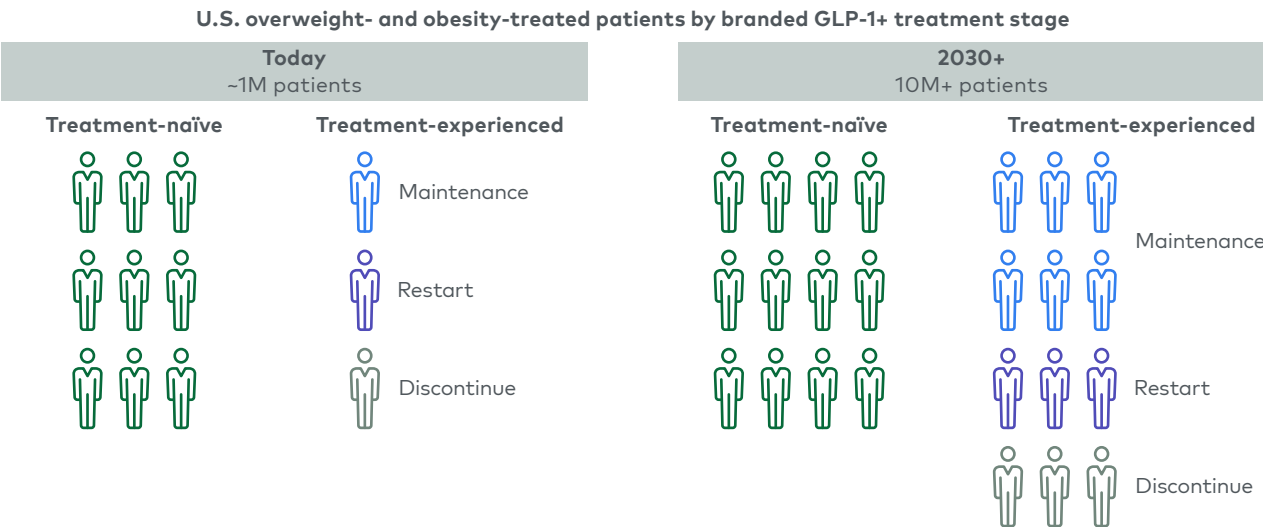 U.S. overweight- and obesity-treated patients by branded GLP-1+ treatment stage
Today
~1M patients
Treatment-naïve
Treatment-experienced
Maintenance
Restart
Discontinue
2030+
10M+ patients
Treatment-naïve
Treatment-experienced
Maintenance
Restart
Discontinue